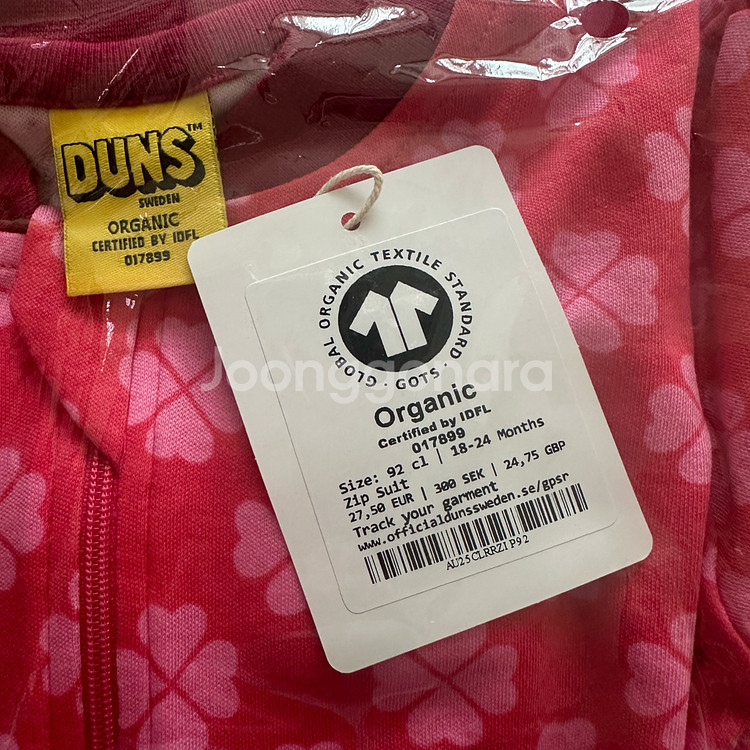 DUNS™
SWEDEN
ORGANIC
CERTIFIED BY IDFL
017899
GLOBAL ORGANIC TEXTILE STANDARD · GOTS ·
Organic
Certified by IDFL
017899
Size: 92 cl | 18-24 Months
Zip Suit
27,50 EUR | 300 SEK | 24,75 GBP
Track your garment
www.officialdunssweden.se/gpsr
AU25CLRRZIP92
Joonggonara